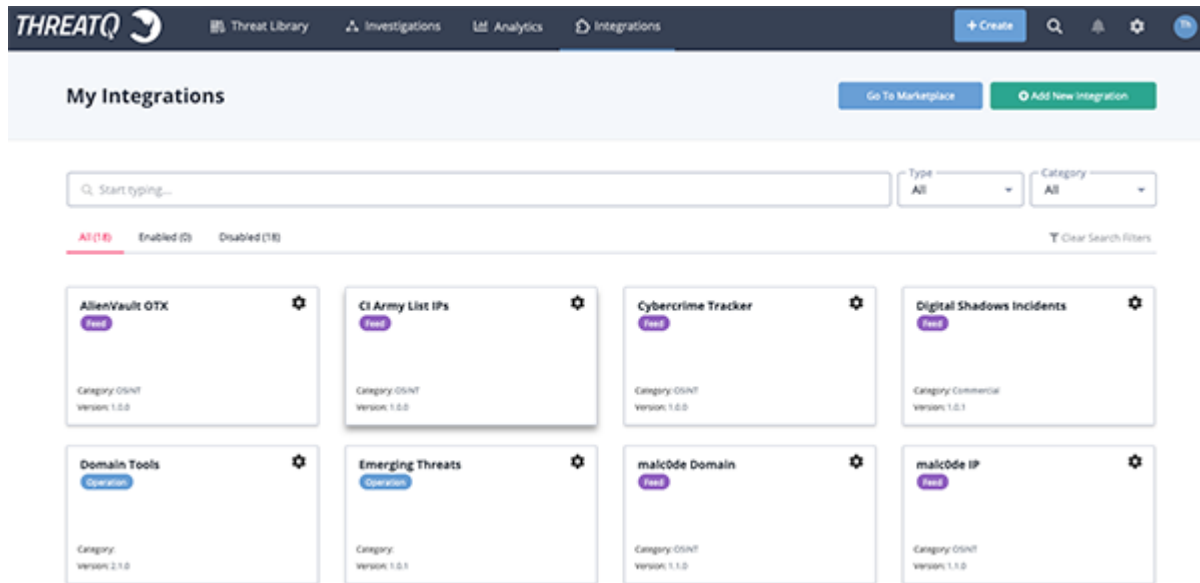 THREATQ Threat Library Investigations Analytics Integrations + Create Th
My Integrations Go To Marketplace Add New Integration
Type Category
Start typing... All All
All (18) Enabled (0) Disabled (18) Clear Search Filters
AlienVault OTX CI Army List IPs Cybercrime Tracker Digital Shadows Incidents
Feed Feed Feed Feed
Category: OSINT Category: OSINT Category: OSINT Category: Commercial
Version: 1.0.0 Version: 1.0.0 Version: 1.0.0 Version: 1.0.1
Domain Tools Emerging Threats malc0de Domain malc0de IP
Operation Operation Feed Feed
Category: Category: Category: OSINT Category: OSINT
Version: 2.1.0 Version: 1.0.1 Version: 1.1.0 Version: 1.1.0